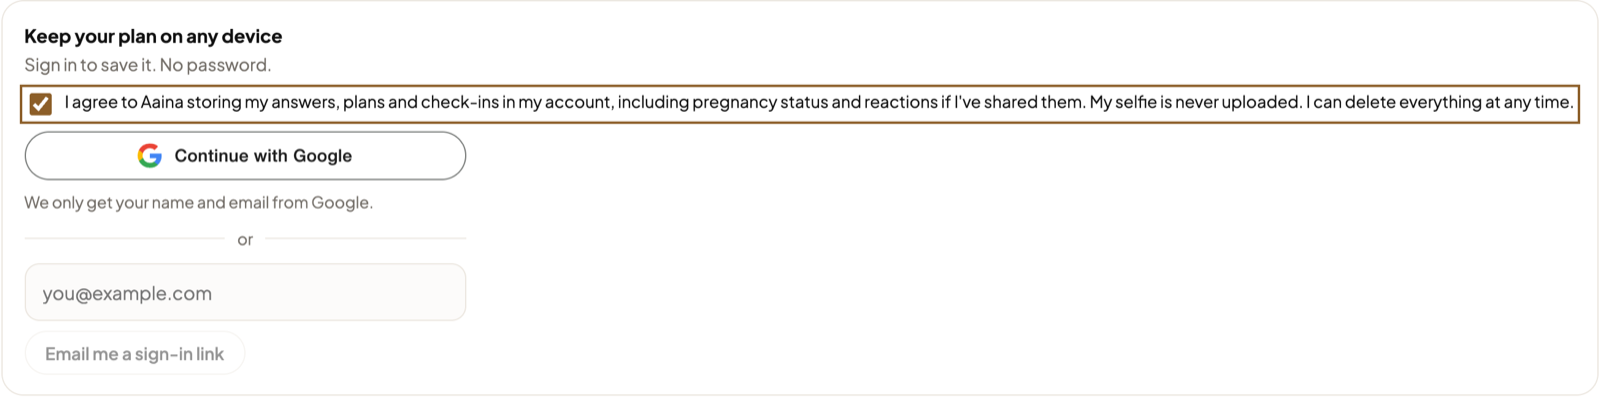 Keep your plan on any device
Sign in to save it. No password.
I agree to Aaina storing my answers, plans and check-ins in my account, including pregnancy status and reactions if I've shared them. My selfie is never uploaded. I can delete everything at any time.
Continue with Google
We only get your name and email from Google.
or
you@example.com
Email me a sign-in link